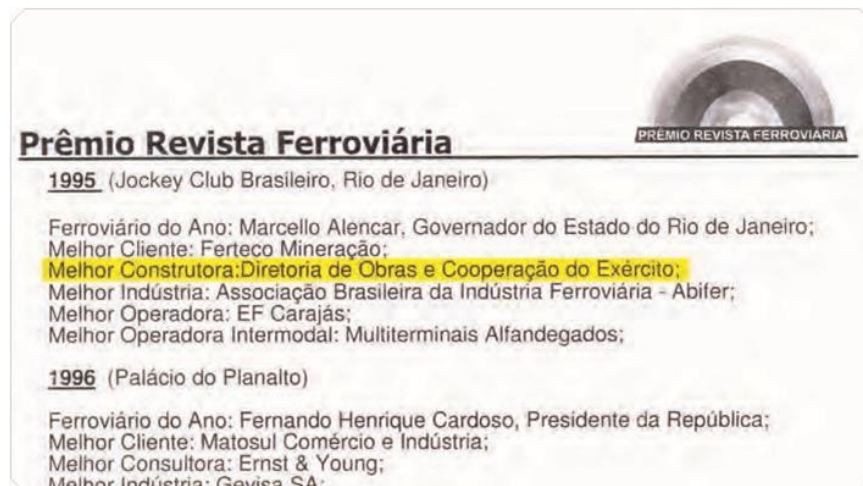 PRÊMIO REVISTA FERROVIÁRIA
Prêmio Revista Ferroviária
1995 (Jockey Club Brasileiro, Rio de Janeiro)
Ferroviário do Ano: Marcello Alencar, Governador do Estado do Rio de Janeiro;
Melhor Cliente: Ferteco Mineração;
Melhor Construtora:Diretoria de Obras e Cooperação do Exército;
Melhor Indústria: Associação Brasileira da Indústria Ferroviária - Abifer;
Melhor Operadora: EF Carajás;
Melhor Operadora Intermodal: Multiterminais Alfandegados;
1996 (Palácio do Planalto)
Ferroviário do Ano: Fernando Henrique Cardoso, Presidente da República;
Melhor Cliente: Matosul Comércio e Indústria;
Melhor Consultora: Ernst & Young;
Melhor Indústria: Gevisa SA;